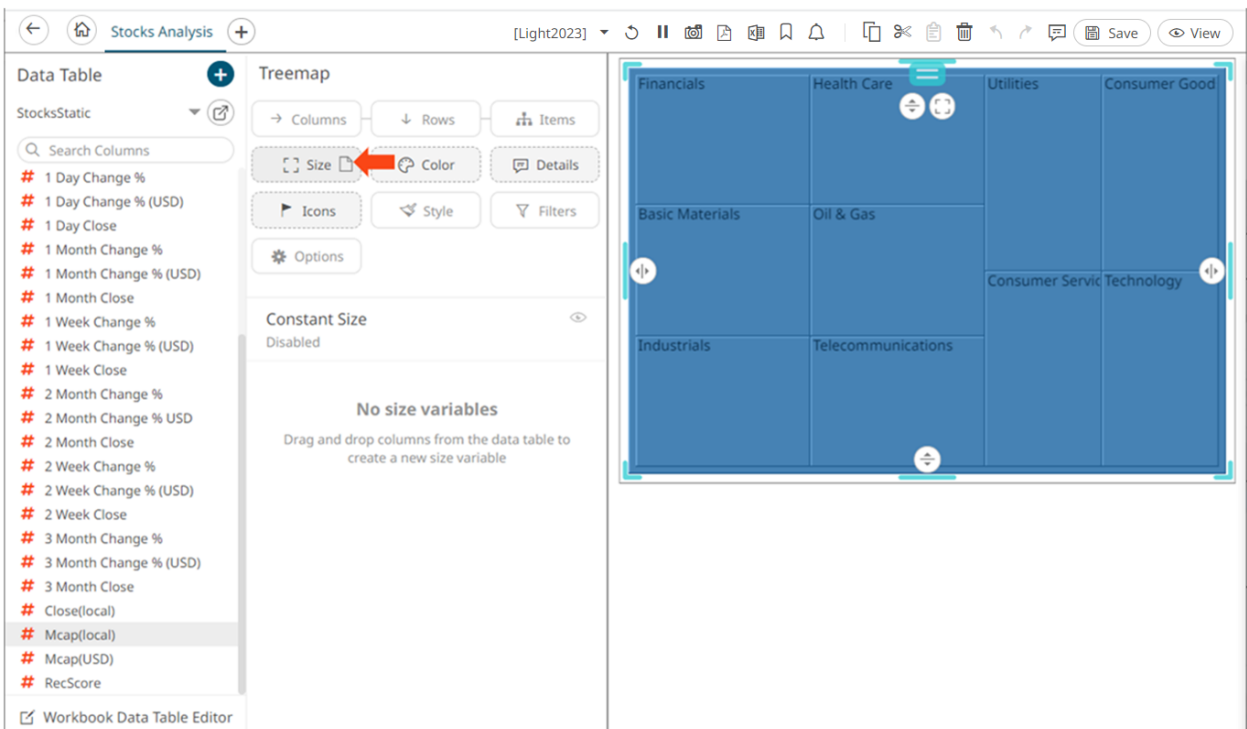 Stocks Analysis
[Light2023]
Save
View
Data Table
StocksStatic
Search Columns
1 Day Change %
1 Day Change % (USD)
1 Day Close
1 Month Change %
1 Month Change % (USD)
1 Month Close
1 Week Change %
1 Week Change % (USD)
1 Week Close
2 Month Change %
2 Month Change % USD
2 Month Close
2 Week Change %
2 Week Change % (USD)
2 Week Close
3 Month Change %
3 Month Change % (USD)
3 Month Close
Close(local)
Mcap(local)
Mcap(USD)
RecScore
Workbook Data Table Editor
Treemap
Columns
Rows
Items
Size
Color
Details
Icons
Style
Filters
Options
Constant Size
Disabled
No size variables
Drag and drop columns from the data table to
create a new size variable
Financials
Health Care
Utilities
Consumer Good
Basic Materials
Oil & Gas
Consumer Servic
Technology
Industrials
Telecommunications